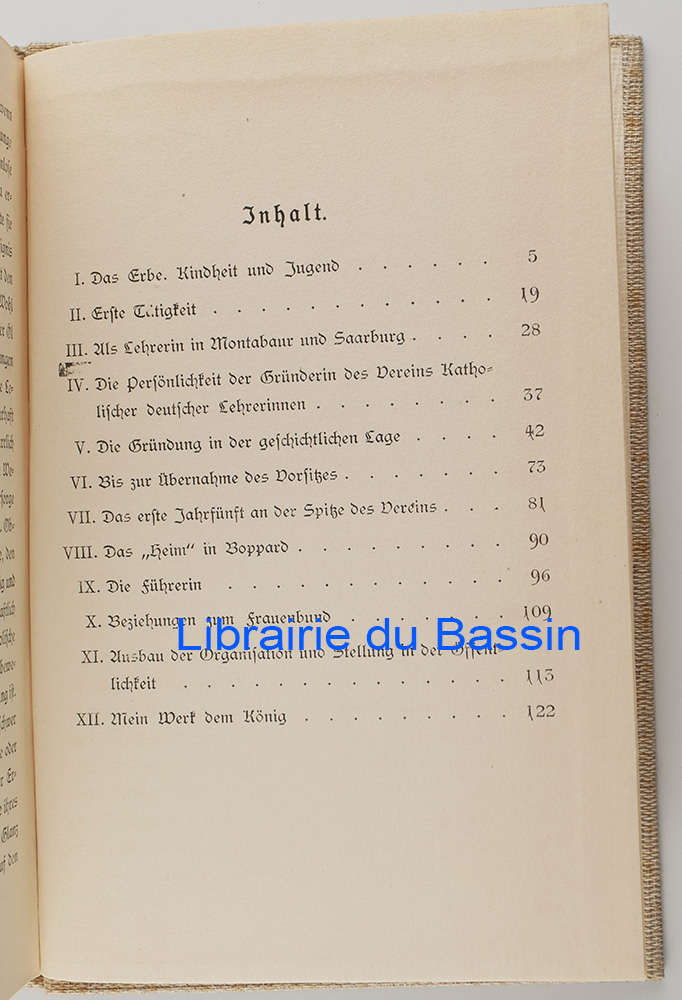 Inhalt.
I. Das Erbe. Kindheit und Jugend . . . . . . 5
II. Erste Tätigkeit . . . . . . . . . . . . 19
III. Als Lehrerin in Montabaur und Saarburg . . . . 28
IV. Die Persönlichkeit der Gründerin des Vereins Katho-
lischer deutscher Lehrerinnen . . . . . . . 37
V. Die Gründung in der geschichtlichen Lage . . . . 42
VI. Bis zur Übernahme des Vorsitzes . . . . . . 73
VII. Das erste Jahrfünft an der Spitze des Vereins . . . 81
VIII. Das „Heim" in Boppard . . . . . . . . 90
IX. Die Führerin . . . . . . . . . . . 96
X. Beziehungen zum Frauenbund . . . . . . . 109
Librairie du Bassin
XI. Ausbau der Organisation und Stellung in der Öffent-
lichkeit . . . . . . . . . . . . . 113
XII. Mein Werk dem König . . . . . . . . 122